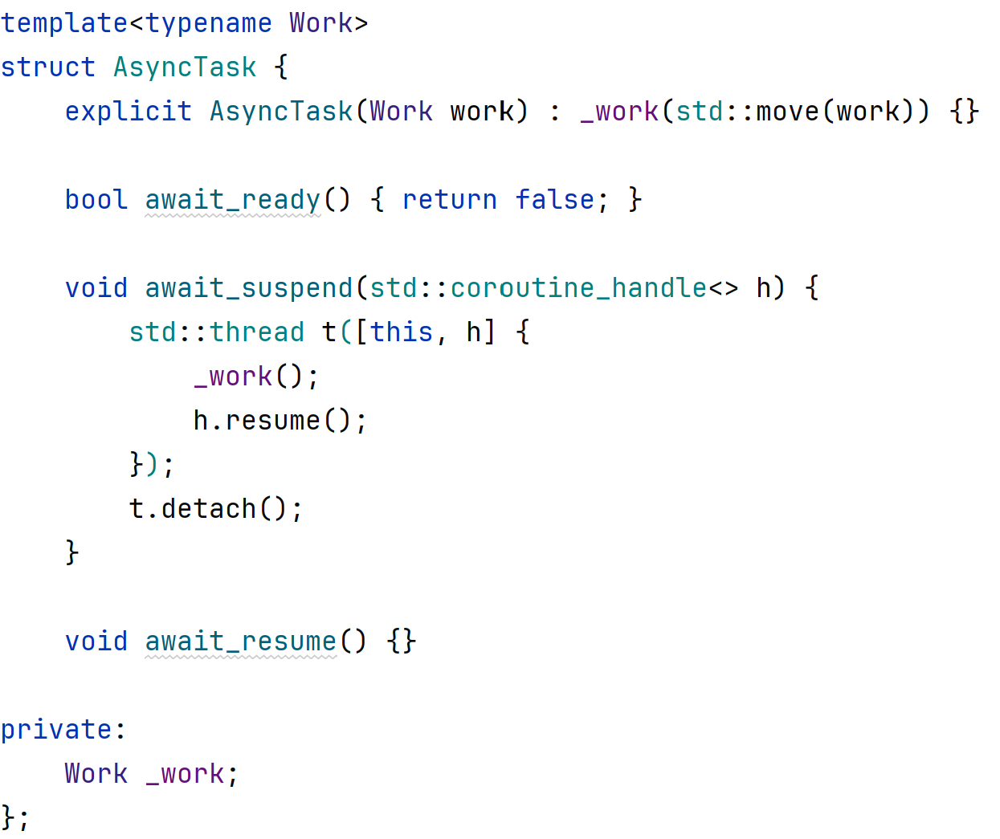 template<typename Work>
struct AsyncTask {
    explicit AsyncTask(Work work) : _work(std::move(work)) {}

    bool await_ready() { return false; }

    void await_suspend(std::coroutine_handle<> h) {
        std::thread t([this, h] {
            _work();
            h.resume();
        });
        t.detach();
    }

    void await_resume() {}

private:
    Work _work;
};